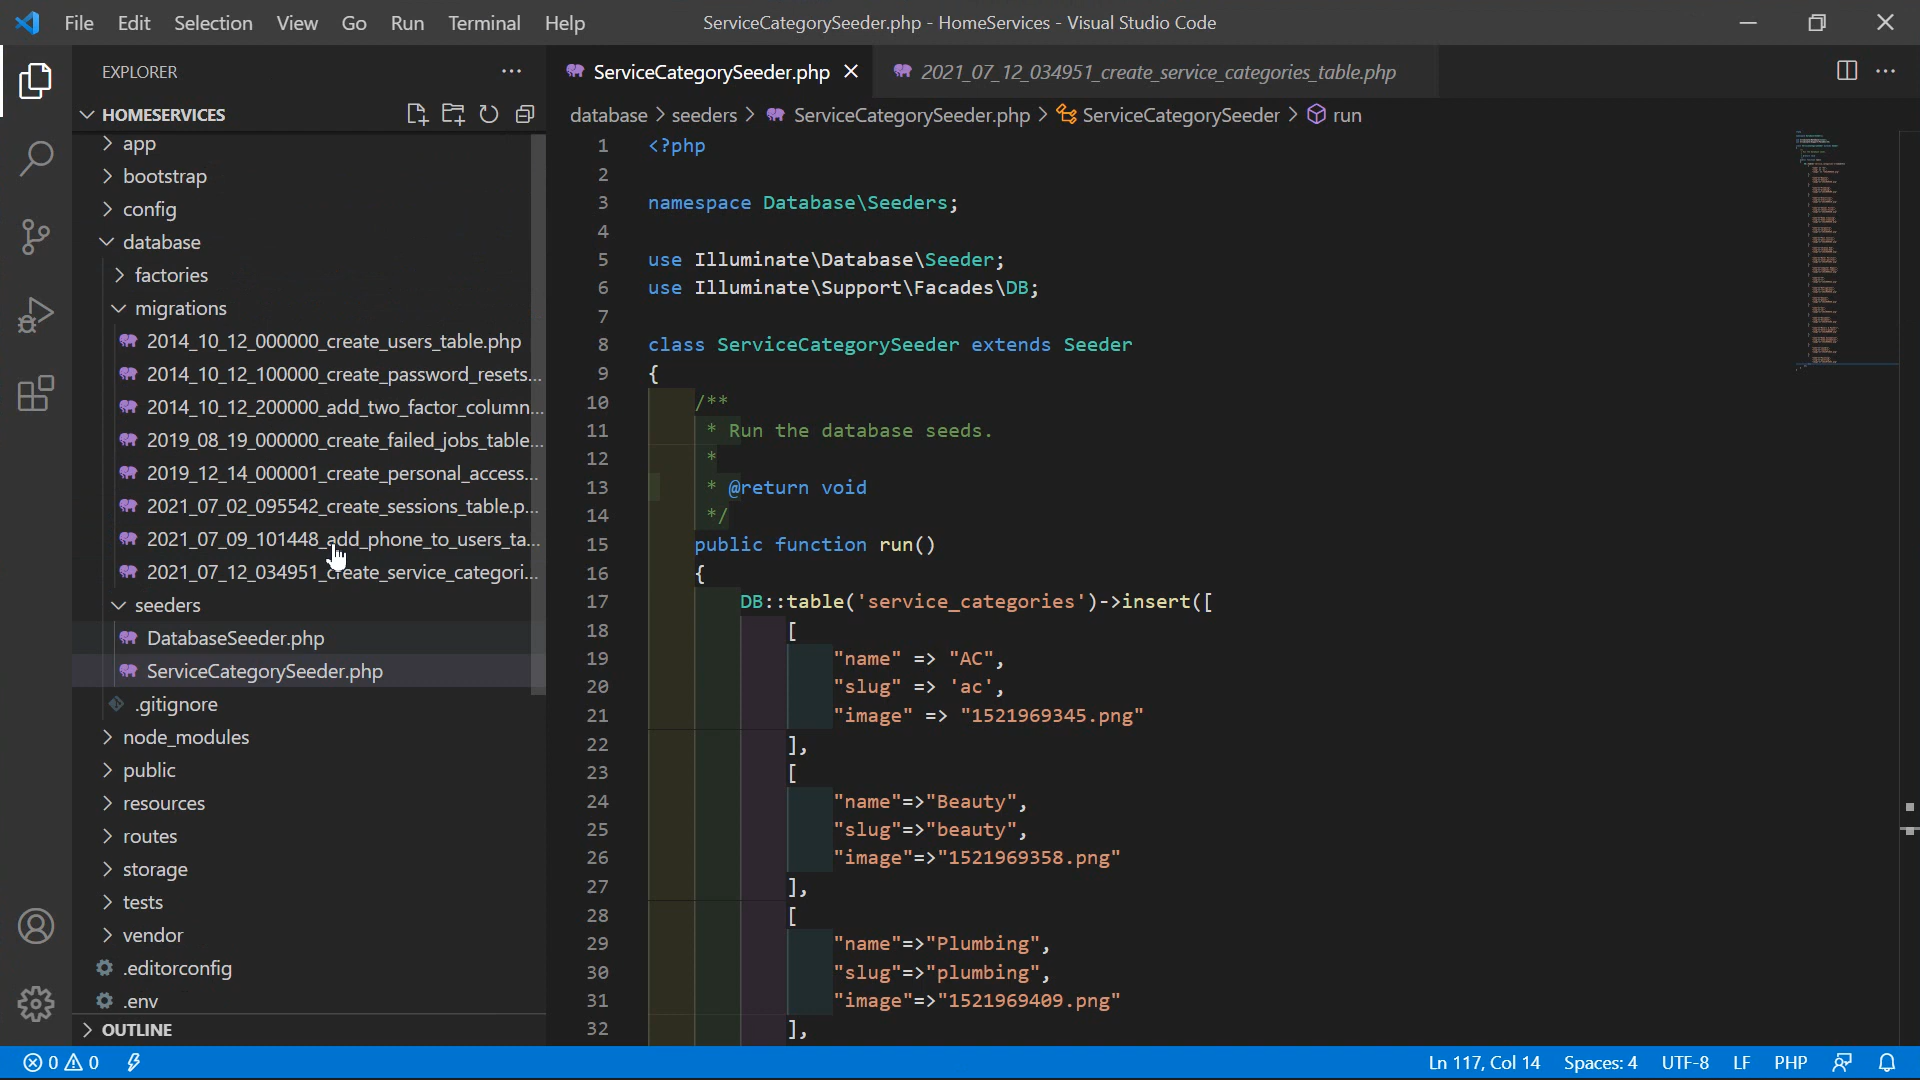 File Edit Selection View Go Run Terminal Help
ServiceCategorySeeder.php - HomeServices - Visual Studio Code
EXPLORER
HOMESERVICES
app
bootstrap
config
database
factories
migrations
2014_10_12_000000_create_users_table.php
2014_10_12_100000_create_password_resets...
2014_10_12_200000_add_two_factor_column...
2019_08_19_000000_create_failed_jobs_table...
2019_12_14_000001_create_personal_access...
2021_07_02_095542_create_sessions_table.p...
2021_07_09_101448_add_phone_to_users_ta...
2021_07_12_034951_create_service_categori...
seeders
DatabaseSeeder.php
ServiceCategorySeeder.php
.gitignore
node_modules
public
resources
routes
storage
tests
vendor
.editorconfig
.env
OUTLINE
ServiceCategorySeeder.php
2021_07_12_034951_create_service_categories_table.php
database > seeders > ServiceCategorySeeder.php > ServiceCategorySeeder > run
1 <?php
2
3 namespace Database\Seeders;
4
5 use Illuminate\Database\Seeder;
6 use Illuminate\Support\Facades\DB;
7
8 class ServiceCategorySeeder extends Seeder
9 {
10 /**
11 * Run the database seeds.
12 *
13 * @return void
14 */
15 public function run()
16 {
17 DB::table('service_categories')->insert([
18 [
19 "name" => "AC",
20 "slug" => 'ac',
21 "image" => "1521969345.png"
22 ],
23 [
24 "name"=>"Beauty",
25 "slug"=>"beauty",
26 "image"=>"1521969358.png"
27 ],
28 [
29 "name"=>"Plumbing",
30 "slug"=>"plumbing",
31 "image"=>"1521969409.png"
32 ],
0 0
Ln 117, Col 14 Spaces: 4 UTF-8 LF PHP